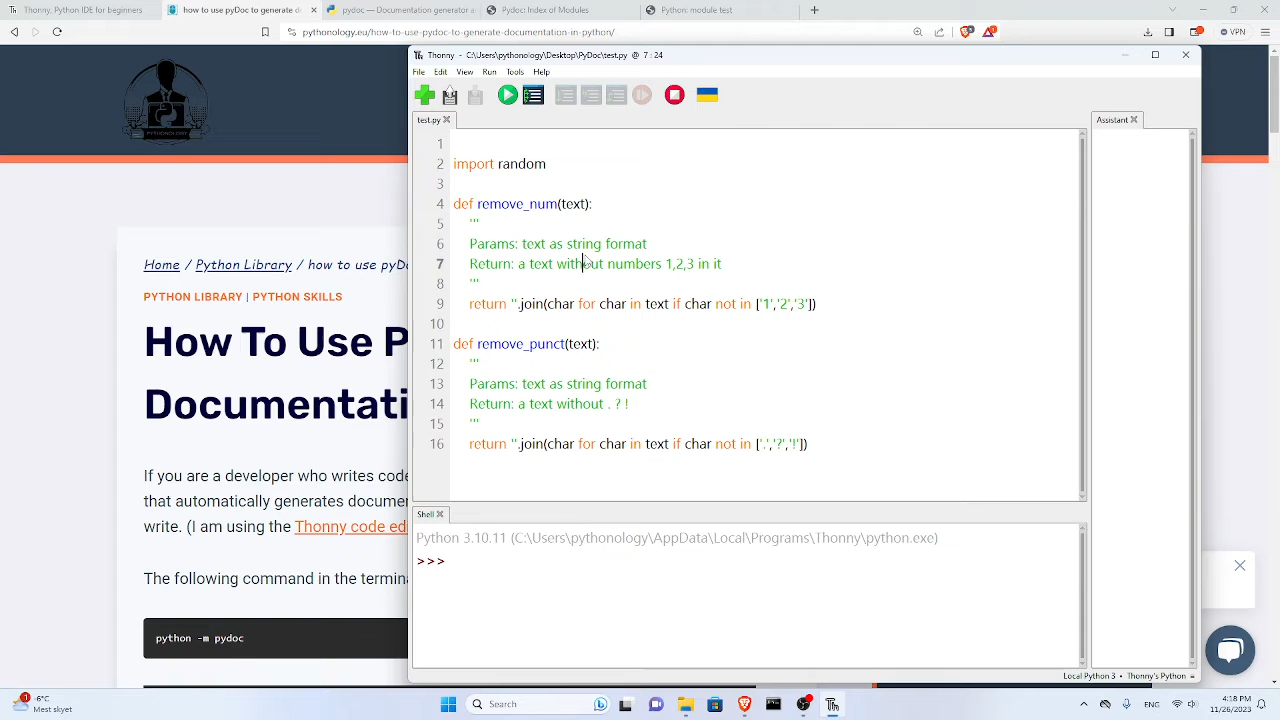 Thonny, Python IDE for beginners
how to use pyDoc to generate do
pydoc — Documentation generator a
Pydoc: Index of Modules
Python: module test
pythonology.eu/how-to-use-pydoc-to-generate-documentation-in-python/
VPN
PYTHONOLOGY
Home / Python Library / how to use pyDo
PYTHON LIBRARY | PYTHON SKILLS
How To Use P
Documentati
If you are a developer who writes code
that automatically generates documen
write. (I am using the Thonny code edi
The following command in the termina
python -m pydoc
Thonny - C:\Users\pythonology\Desktop\PyDoc\test.py @ 7:24
File Edit View Run Tools Help
test.py
Assistant
1
2 import random
3
4 def remove_num(text):
5 '''
6 Params: text as string format
7 Return: a text without numbers 1,2,3 in it
8 '''
9 return ''.join(char for char in text if char not in ['1','2','3'])
10
11 def remove_punct(text):
12 '''
13 Params: text as string format
14 Return: a text without . ? !
15 '''
16 return ''.join(char for char in text if char not in ['.','?','!'])
Shell
Python 3.10.11 (C:\Users\pythonology\AppData\Local\Programs\Thonny\python.exe)
>>>
Local Python 3 • Thonny's Python
1
-6°C
Mest skyet
Search
4:18 PM
11/26/2023